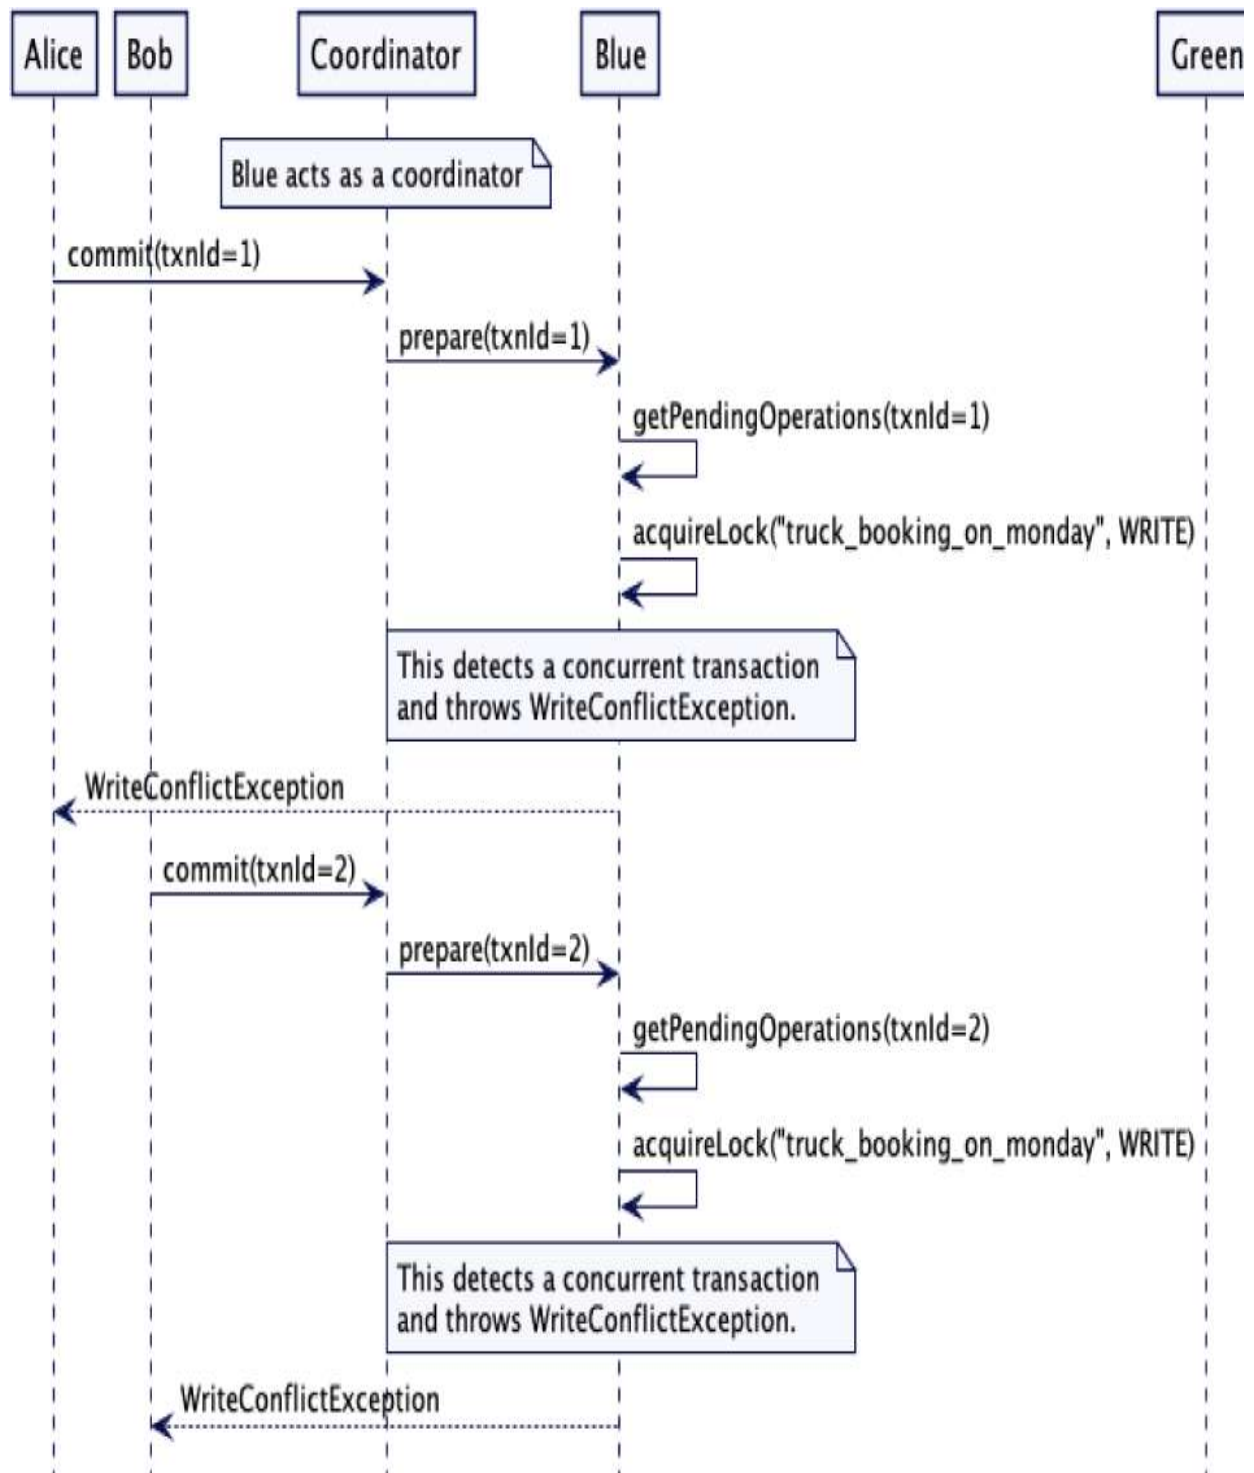 Alice
Bob
Coordinator
Blue
Green
Blue acts as a coordinator
commit(txnId=1)
prepare(txnId=1)
getPendingOperations(txnId=1)
acquireLock("truck_booking_on_monday", WRITE)
This detects a concurrent transaction
and throws WriteConflictException.
WriteConflictException
commit(txnId=2)
prepare(txnId=2)
getPendingOperations(txnId=2)
acquireLock("truck_booking_on_monday", WRITE)
This detects a concurrent transaction
and throws WriteConflictException.
WriteConflictException